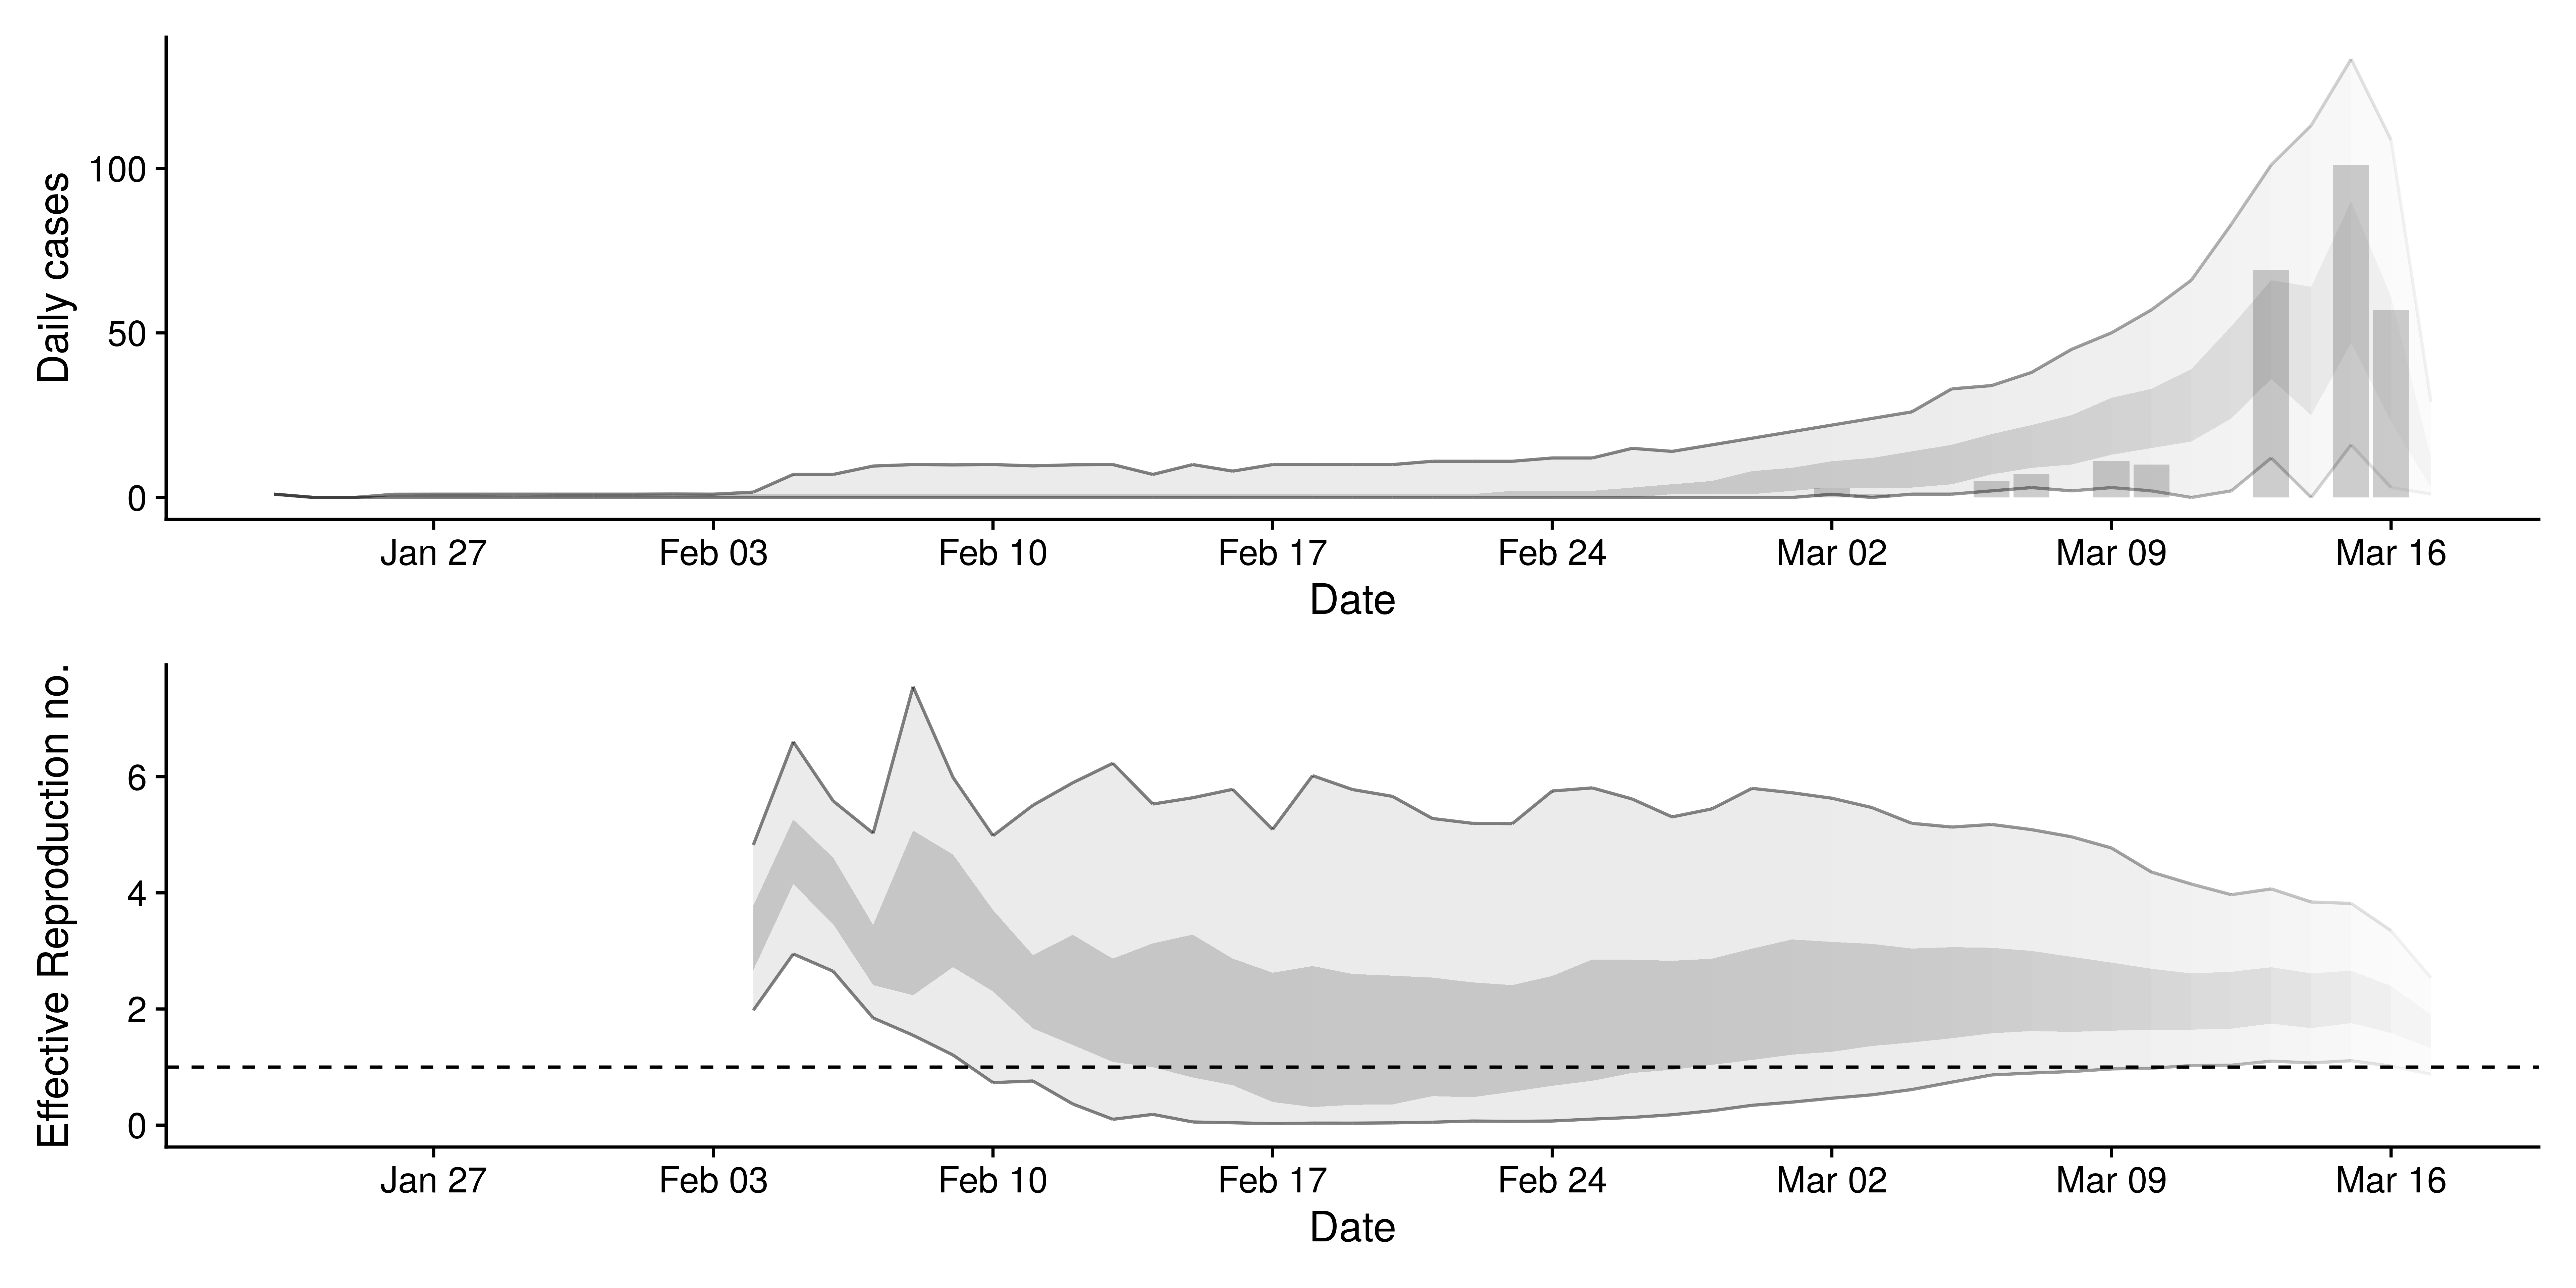 Daily cases
100
50
0
Jan 27 Feb 03 Feb 10 Feb 17 Feb 24 Mar 02 Mar 09 Mar 16
Date
Effective Reproduction no.
6
4
2
0
Jan 27 Feb 03 Feb 10 Feb 17 Feb 24 Mar 02 Mar 09 Mar 16
Date